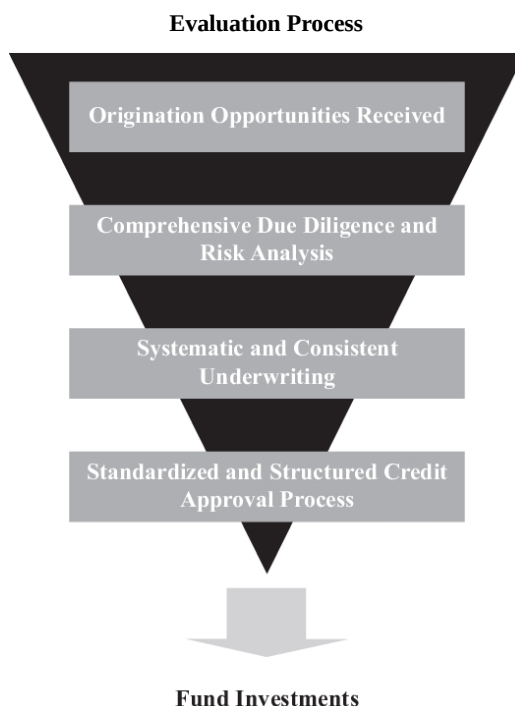 Evaluation Process
Origination Opportunities Received
Comprehensive Due Diligence and
Risk Analysis
Systematic and Consistent
Underwriting
Standardized and Structured Credit
Approval Process
Fund Investments